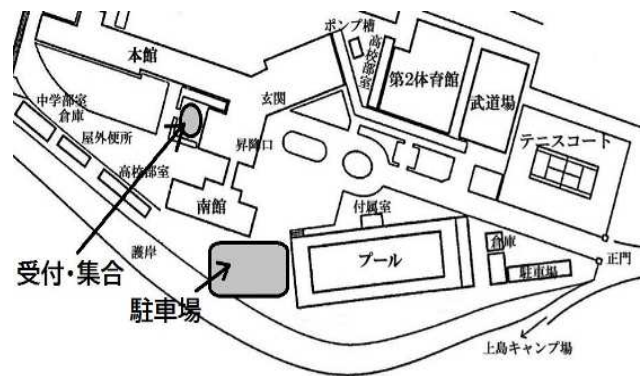 ポンプ槽
本館
高校部室
第2体育館
武道場
中学部室
倉庫
玄関
屋外便所
昇降口
テニスコート
高校部室
南館
付属室
護岸
プール
倉庫
正門
受付・集合
駐車場
駐車場
上島キャンプ場